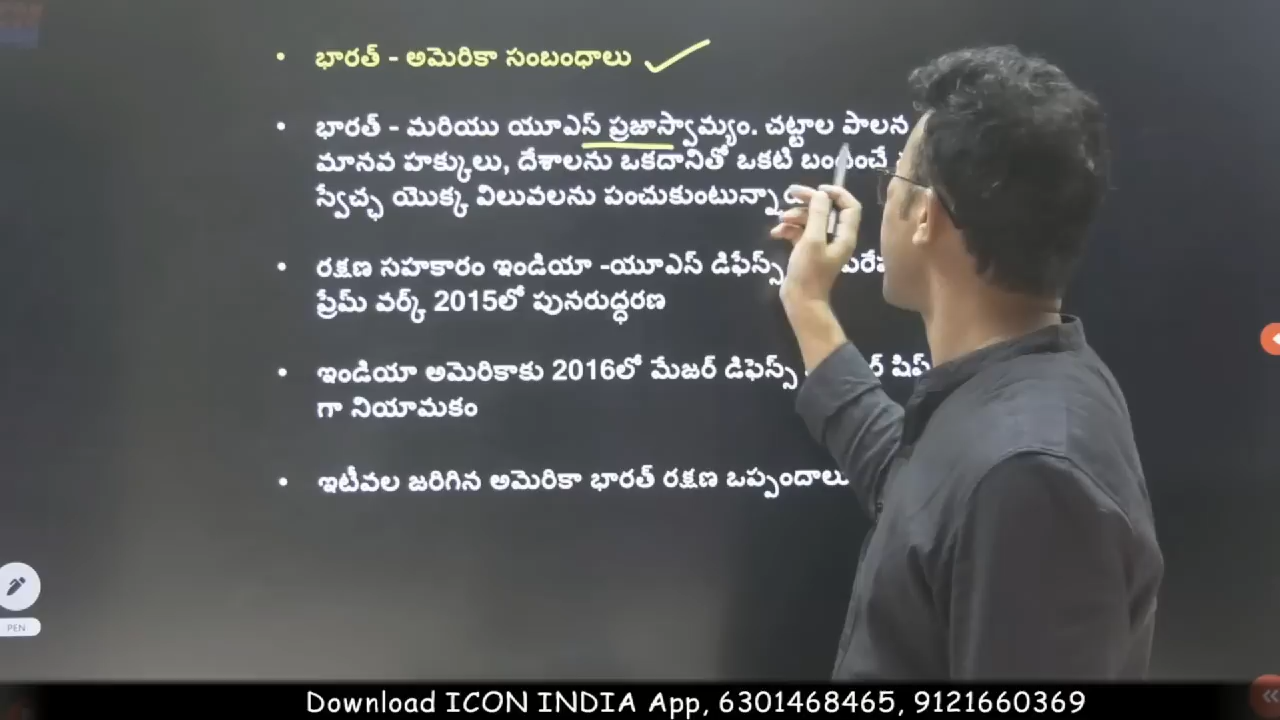 భారత్ - అమెరికా సంబంధాలు
భారత్ - మరియు యూఎస్ ప్రజాస్వామ్యం. చట్టాల పాలన
మానవ హక్కులు, దేశాలను ఒకదానితో ఒకటి
స్వేచ్ఛ యొక్క విలువలను
రక్షణ సహకారం ఇండియా -యూఎస్ డిఫేన్స్
ఫ్రేమ్ వర్క్ 2015లో పునరుద్ధరణ
ఇండియా అమెరికాకు 2016లో మేజర్ డిఫెన్స్ షిప్
గా నియామకం
ఇటీవల జరిగిన అమెరికా భారత్ రక్షణ ఒప్పందాలు
PEN
Download ICON INDIA App, 6301468465, 9121660369